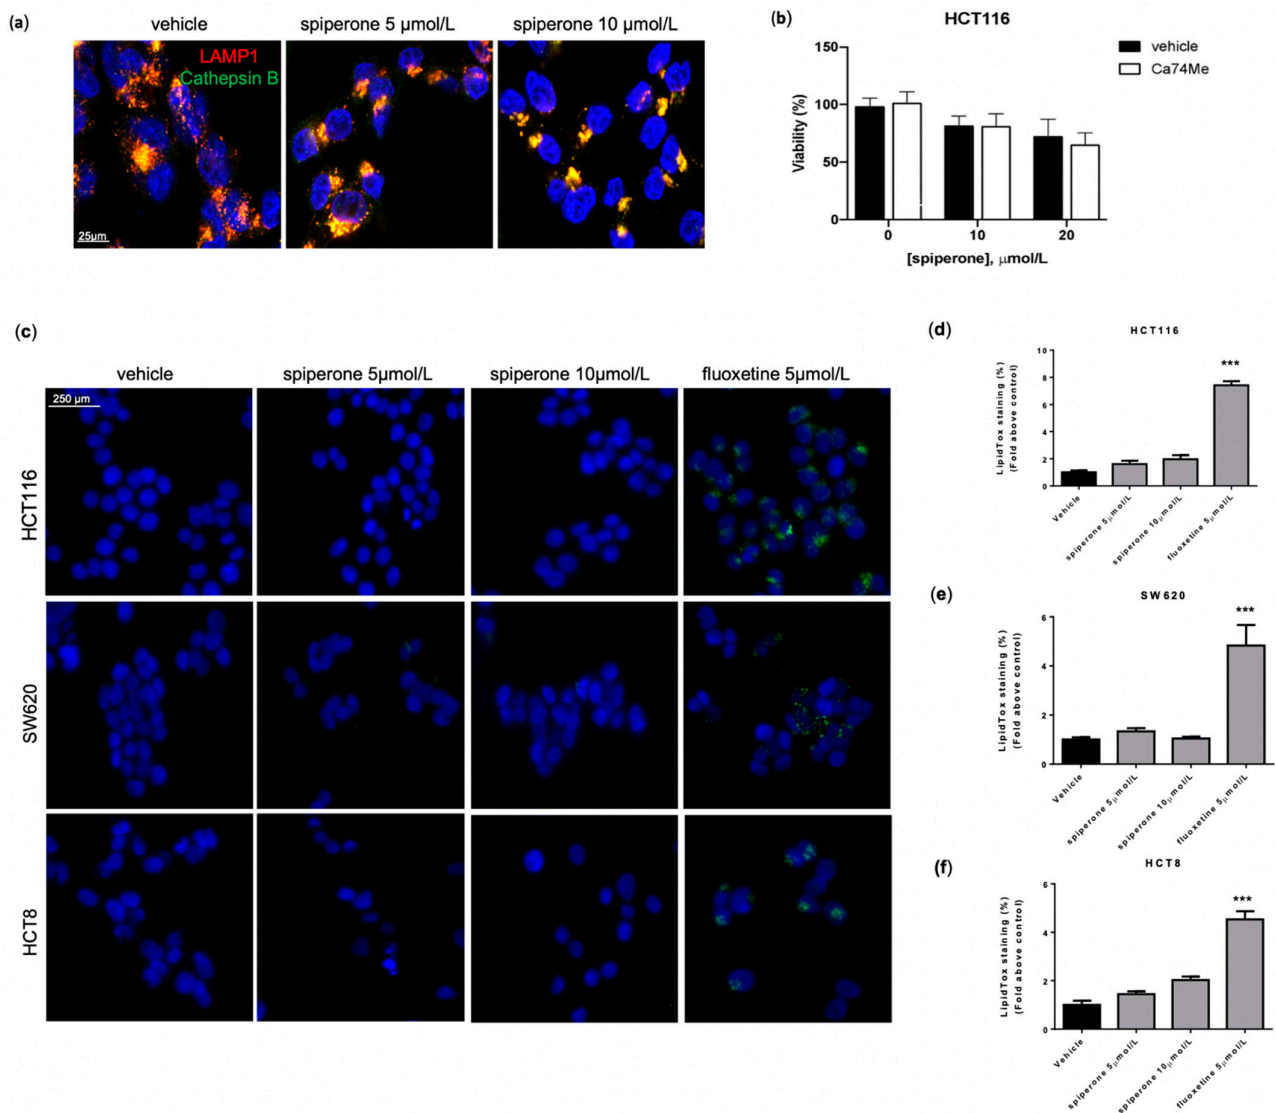 (a)
vehicle
spiperone 5 µmol/L
spiperone 10 µmol/L
LAMP1
Cathepsin B
25µm
(b)
HCT116
150
100
50
0
Viability (%)
0
10
20
[spiperone], µmol/L
vehicle
Ca74Me
(c)
vehicle
spiperone 5µmol/L
spiperone 10µmol/L
fluoxetine 5µmol/L
250 µm
HCT116
SW620
HCT8
(d)
HCT116
LipidTox staining (%)
(Fold above control)
10
8
6
4
2
0
***
Vehicle
spiperone 5µmol/L
spiperone 10µmol/L
fluoxetine 5µmol/L
(e)
SW620
LipidTox staining (%)
(Fold above control)
6
4
2
0
***
Vehicle
spiperone 5µmol/L
spiperone 10µmol/L
fluoxetine 5µmol/L
(f)
HCT8
LipidTox staining (%)
(Fold above control)
6
4
2
0
***
Vehicle
spiperone 5µmol/L
spiperone 10µmol/L
fluoxetine 5µmol/L